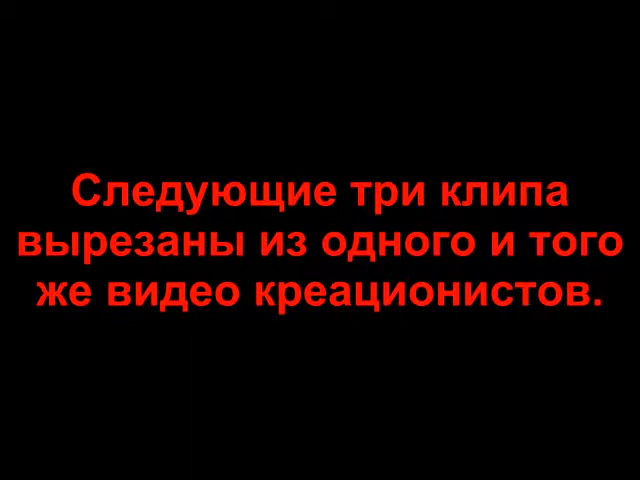 Следующие три клипа
вырезаны из одного и того
же видео креационистов.